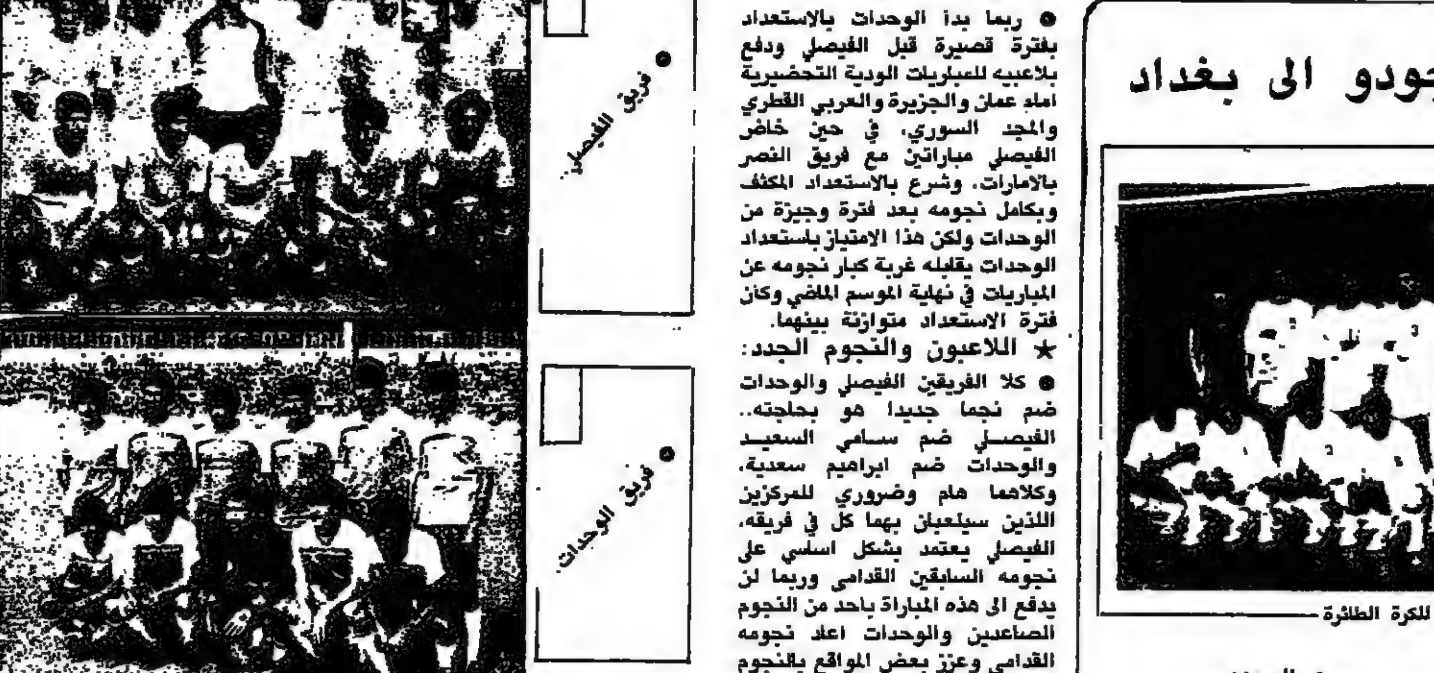 جودو الى بغداد
للكرة الطائرة
● ربما بدأ الوحدات بالاستعداد
بفترة قصيرة قبل الفيصلي ودفع
بلاعبيه للمباريات الودية التحضيرية
امام عمان والجزيرة والعربي القطري
والمجد السوري، في حين خاض
الفيصلي مباراتين مع فريق النصر
بالامارات، وشرع بالاستعداد المكثف
وبكامل نجومه بعد فترة وجيزة من
الوحدات ولكن هذا الامتياز باستعداد
الوحدات يقابله غربة كبار نجومه عن
المباريات في نهاية الموسم الماضي وكان
فترة الاستعداد متوازنة بينهما.
★ اللاعبون والنجوم الجدد:
● كلا الفريقين الفيصلي والوحدات
ضم نجما جديدا هو بحاجته..
الفيصلي ضم سامي السعيد
والوحدات ضم ابراهيم سعدية،
وكلاهما هام وضروري للمركزين
اللذين سيلعبان بهما كل في فريقه،
الفيصلي يعتمد بشكل اساسي على
نجومه السابقين القدامى وربما لن
يدفع الى هذه المباراة باحد من النجوم
الصاعدين والوحدات اعاد نجومه
القدامى وعزز بعض المواقع بالنجوم
● فريق الفيصلي.
● فريق الوحدات.